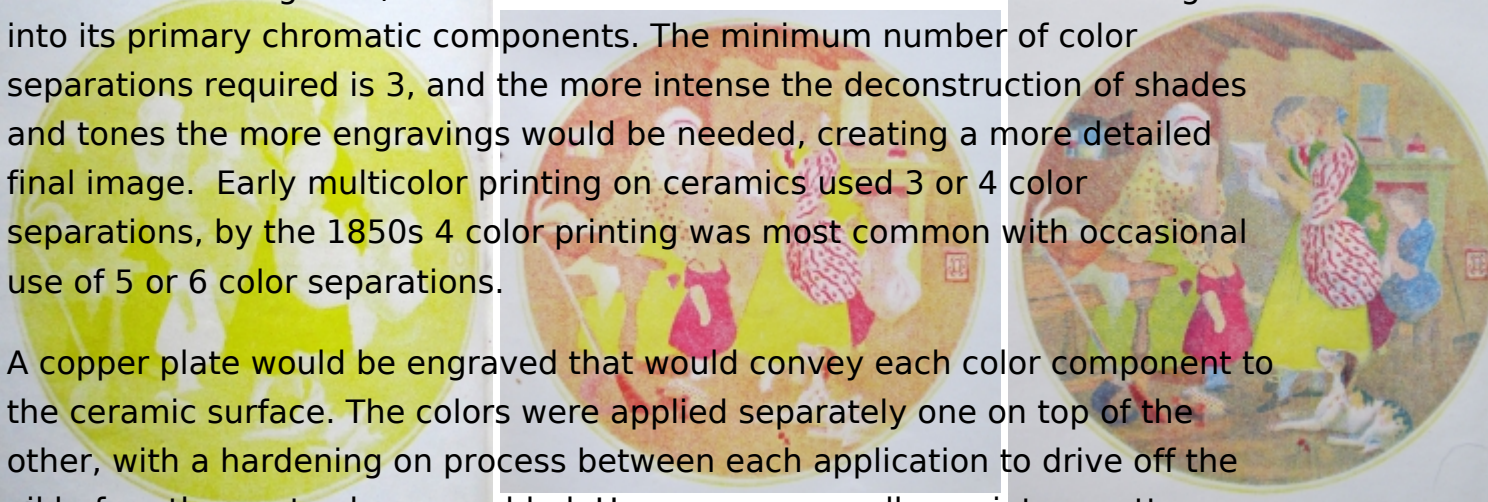 into its primary chromatic components. The minimum number of color
separations required is 3, and the more intense the deconstruction of shades
and tones the more engravings would be needed, creating a more detailed
final image.  Early multicolor printing on ceramics used 3 or 4 color
separations, by the 1850s 4 color printing was most common with occasional
use of 5 or 6 color separations.
A copper plate would be engraved that would convey each color component to
the ceramic surface. The colors were applied separately one on top of the
other, with a hardening on process between each application to drive off the